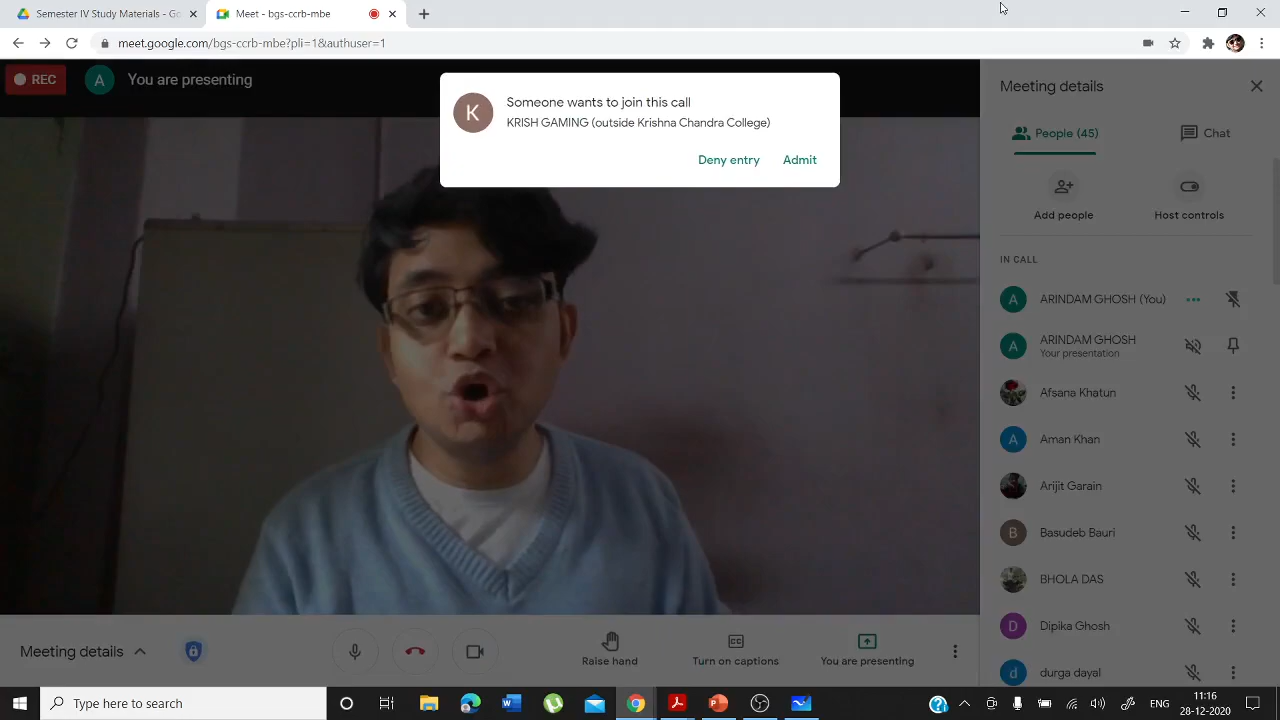 Semester IV Study Materials - Go
Meet - bgs-ccrb-mbe
meet.google.com/bgs-ccrb-mbe?pli=1&authuser=1
REC
A
You are presenting
K
Someone wants to join this call
KRISH GAMING (outside Krishna Chandra College)
Deny entry
Admit
Meeting details
People (45)
Chat
Add people
Host controls
IN CALL
A
ARINDAM GHOSH (You)
A
ARINDAM GHOSH
Your presentation
Afsana Khatun
A
Aman Khan
Arijit Garain
B
Basudeb Bauri
BHOLA DAS
D
Dipika Ghosh
d
durga dayal
Meeting details
Raise hand
CC
Turn on captions
You are presenting
Type here to search
ENG
11:16
28-12-2020